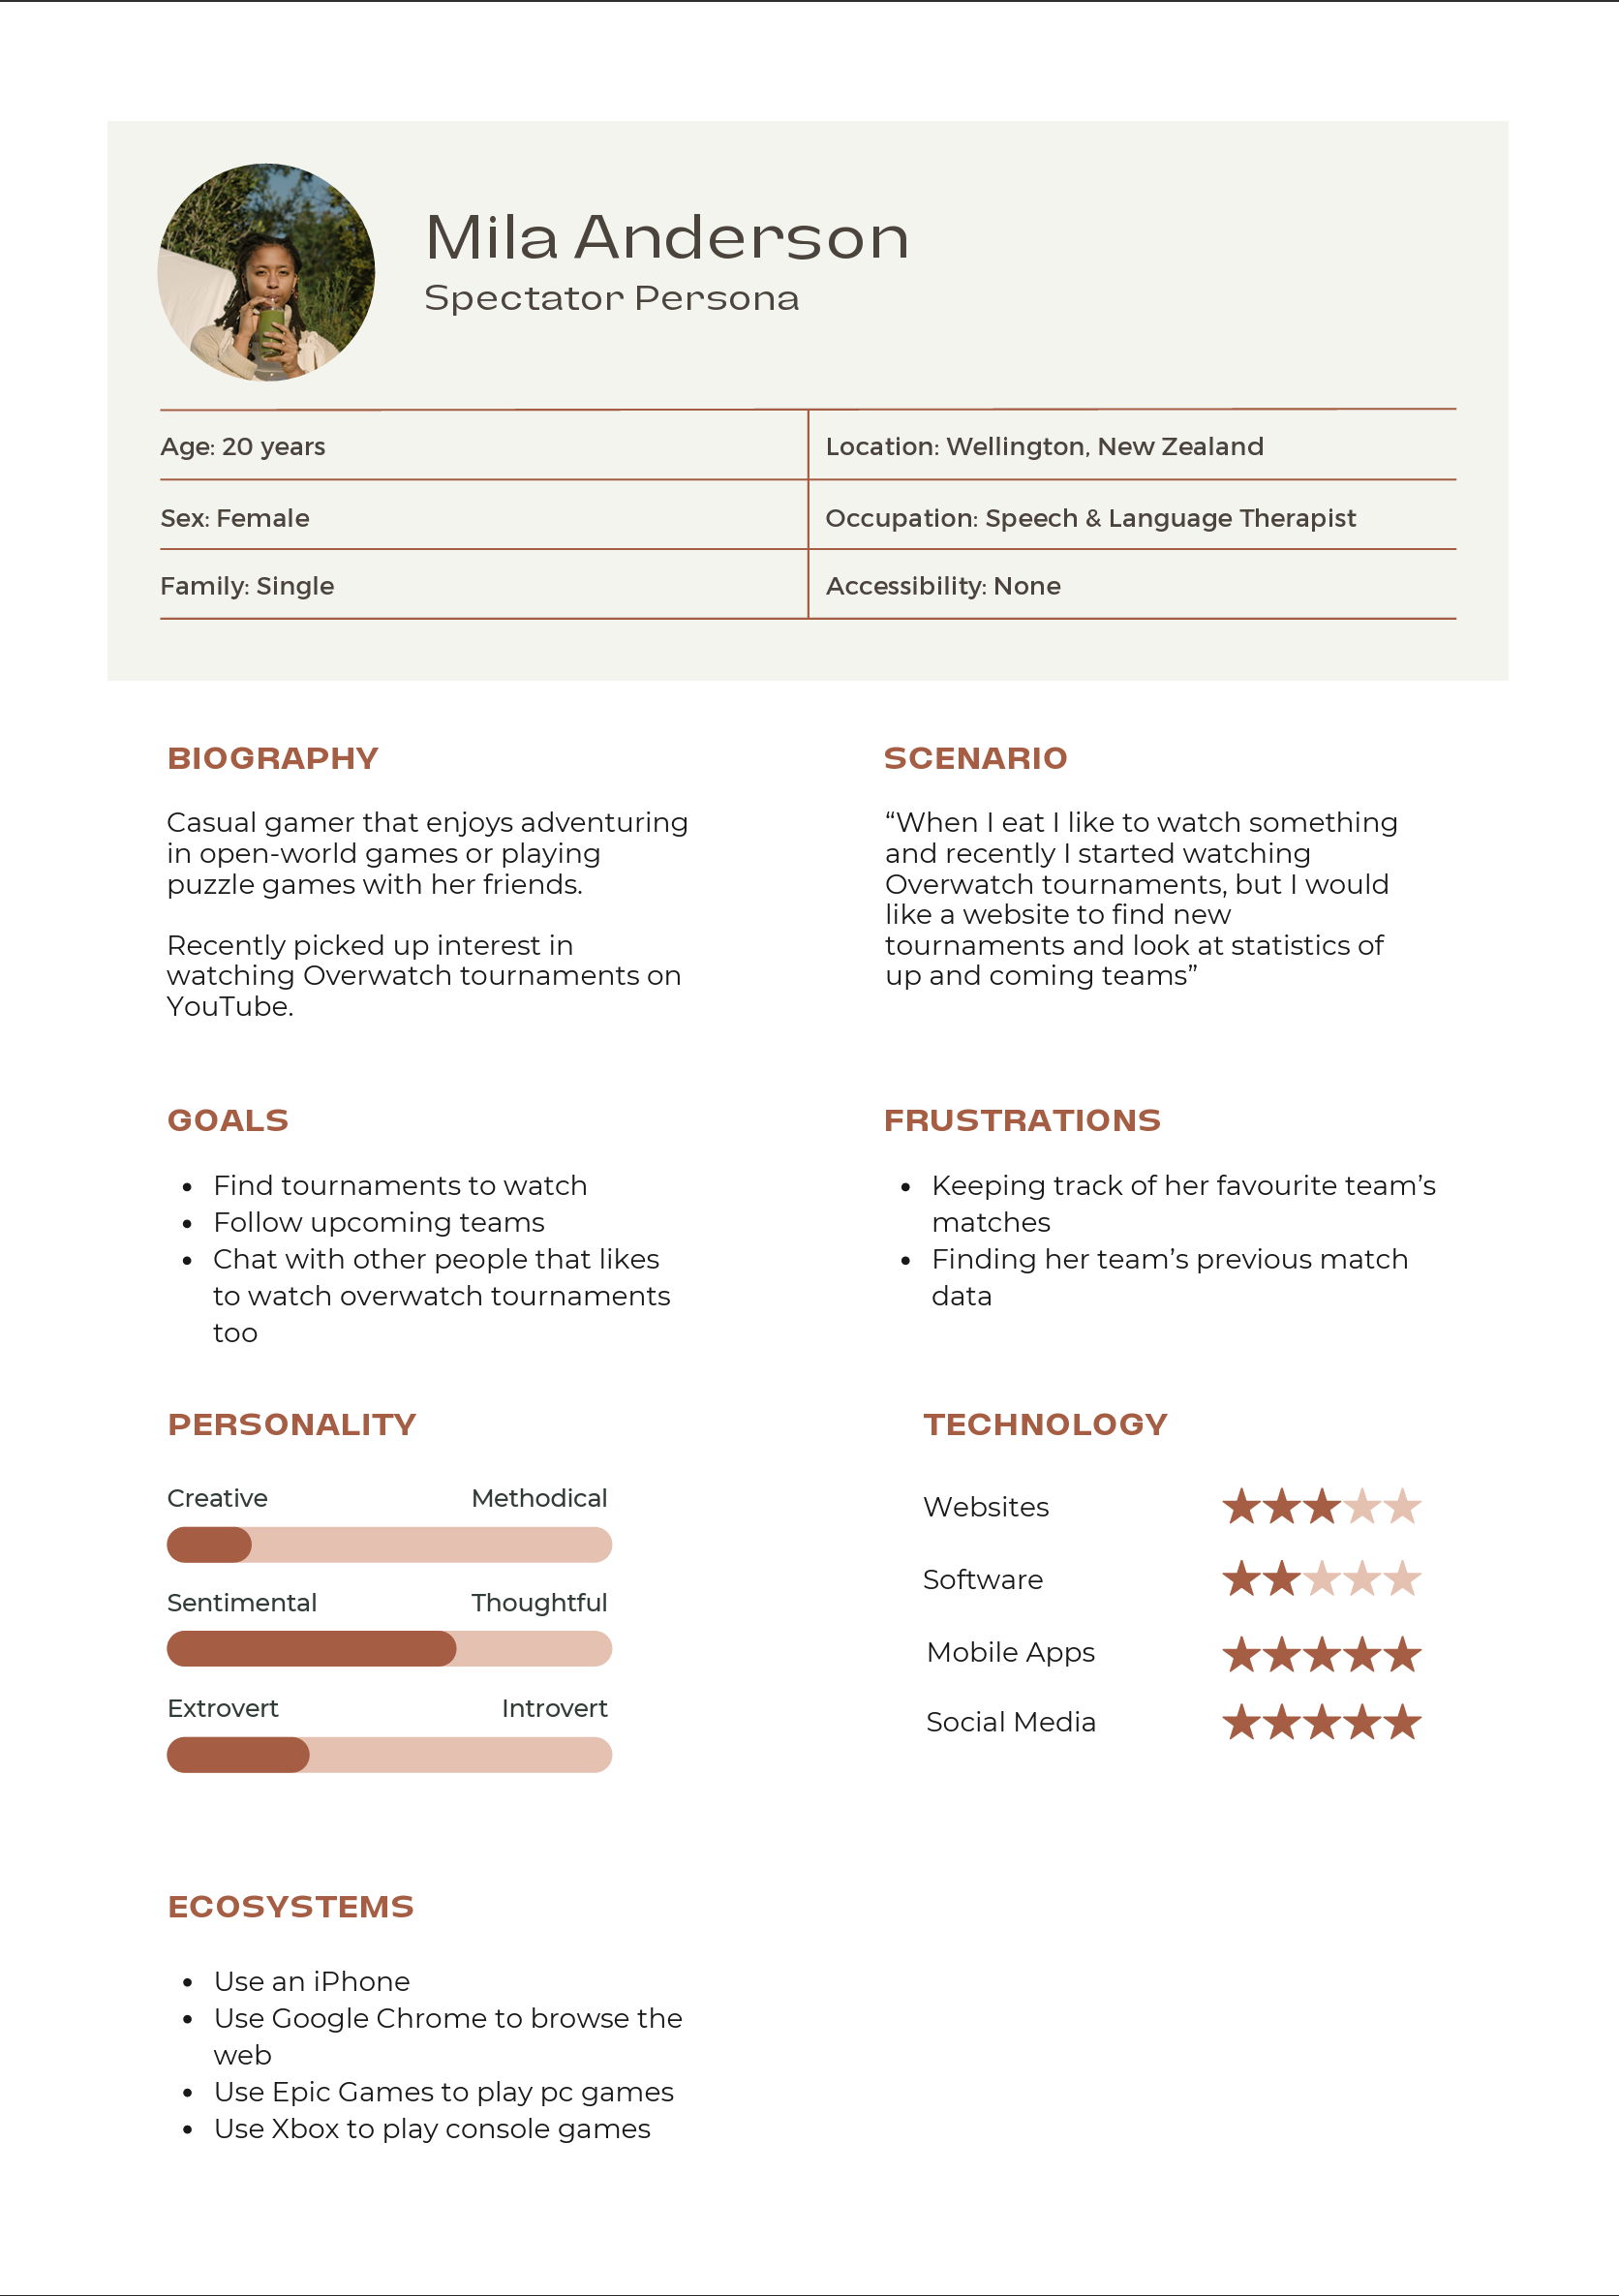 Mila Anderson
Spectator Persona
Age: 20 years
Location: Wellington, New Zealand
Sex: Female
Occupation: Speech & Language Therapist
Family: Single
Accessibility: None
BIOGRAPHY
Casual gamer that enjoys adventuring
in open-world games or playing
puzzle games with her friends.
Recently picked up interest in
watching Overwatch tournaments on
YouTube.
SCENARIO
“When I eat I like to watch something
and recently I started watching
Overwatch tournaments, but I would
like a website to find new
tournaments and look at statistics of
up and coming teams”
GOALS
• Find tournaments to watch
• Follow upcoming teams
• Chat with other people that likes
to watch overwatch tournaments
too
FRUSTRATIONS
• Keeping track of her favourite team’s
matches
• Finding her team’s previous match
data
PERSONALITY
Creative Methodical
Sentimental Thoughtful
Extrovert Introvert
TECHNOLOGY
Websites
Software
Mobile Apps
Social Media
ECOSYSTEMS
• Use an iPhone
• Use Google Chrome to browse the
web
• Use Epic Games to play pc games
• Use Xbox to play console games